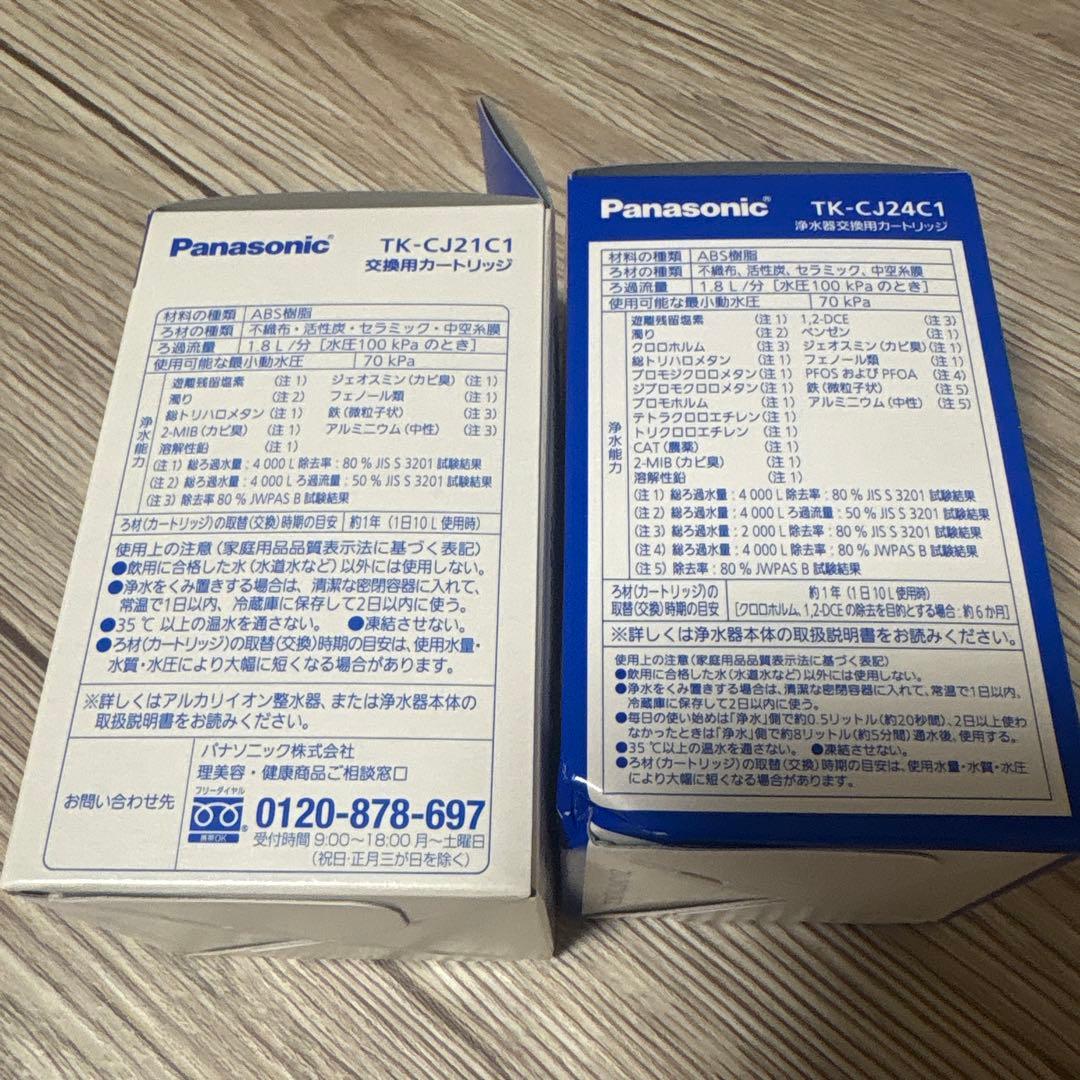 Panasonic®
TK-CJ21C1
交換用カートリッジ
材料の種類 ABS樹脂
ろ材の種類 不織布・活性炭・セラミック・中空糸膜
ろ過流量 1.8 L/分 [水圧100 kPa のとき]
使用可能な最小動水圧 70 kPa
浄水能力
遊離残留塩素 (注 1) ジェオスミン(カビ臭) (注 1)
濁り (注 2) フェノール類 (注 1)
総トリハロメタン (注 1) 鉄(微粒子状) (注 3)
2-MIB(カビ臭) (注 1) アルミニウム(中性) (注 3)
溶解性鉛 (注 1)
(注 1) 総ろ過水量:4 000 L 除去率:80 % JIS S 3201 試験結果
(注 2) 総ろ過水量:4 000 L ろ過流量:50 % JIS S 3201 試験結果
(注 3) 除去率 80 % JWPAS B 試験結果
ろ材(カートリッジ)の取替(交換)時期の目安 約1年(1日10 L 使用時)
使用上の注意(家庭用品品質表示法に基づく表記)
●飲用に合格した水(水道水など)以外には使用しない。
●浄水をくみ置きする場合は、清潔な密閉容器に入れて、
常温で1日以内、冷蔵庫に保存して2日以内に使う。
●35 ℃ 以上の温水を通さない。 ●凍結させない。
●ろ材(カートリッジ)の取替(交換)時期の目安は、使用水量・
水質・水圧により大幅に短くなる場合があります。
※詳しくはアルカリイオン整水器、または浄水器本体の
取扱説明書をお読みください。
お問い合わせ先
パナソニック株式会社
理美容・健康商品ご相談窓口
フリーダイヤル
携帯OK
0120-878-697
受付時間 9:00~18:00 月~土曜日
(祝日・正月三が日を除く)
Panasonic®
TK-CJ24C1
浄水器交換用カートリッジ
材料の種類 ABS樹脂
ろ材の種類 不織布、活性炭、セラミック、中空糸膜
ろ過流量 1.8 L/分 [水圧100 kPa のとき]
使用可能な最小動水圧 70 kPa
浄水能力
遊離残留塩素 (注 1) 1,2-DCE (注 3)
濁り (注 2) ベンゼン (注 1)
クロロホルム (注 3) ジェオスミン(カビ臭) (注 1)
総トリハロメタン (注 1) フェノール類 (注 1)
ブロモジクロロメタン (注 1) PFOS および PFOA (注 4)
ジブロモクロロメタン (注 1) 鉄(微粒子状) (注 5)
ブロモホルム (注 1) アルミニウム(中性) (注 5)
テトラクロロエチレン (注 1)
トリクロロエチレン (注 1)
CAT(農薬) (注 1)
2-MIB(カビ臭) (注 1)
溶解性鉛 (注 1)
(注 1) 総ろ過水量:4 000 L 除去率:80 % JIS S 3201 試験結果
(注 2) 総ろ過水量:4 000 L ろ過流量:50 % JIS S 3201 試験結果
(注 3) 総ろ過水量:2 000 L 除去率:80 % JIS S 3201 試験結果
(注 4) 総ろ過水量:4 000 L 除去率:80 % JWPAS B 試験結果
(注 5) 除去率:80 % JWPAS B 試験結果
ろ材(カートリッジ)の取替(交換)時期の目安 約1年(1日10 L 使用時)
[クロロホルム、1,2-DCE の除去を目的とする場合:約6か月]
※詳しくは浄水器本体の取扱説明書をお読みください。
使用上の注意(家庭用品品質表示法に基づく表記)
●飲用に合格した水(水道水など)以外には使用しない。
●浄水をくみ置きする場合は、清潔な密閉容器に入れて、常温で1日以内、
冷蔵庫に保存して2日以内に使う。
●毎日の使い始めは「浄水」側で約0.5リットル(約20秒間)、2日以上使わ
なかったときは「浄水」側で約8リットル(約5分間)通水後、使用する。
●35 ℃以上の温水を通さない。 ●凍結させない。
●ろ材(カートリッジ)の取替(交換)時期の目安は、使用水量・水質・水圧
により大幅に短くなる場合があります。